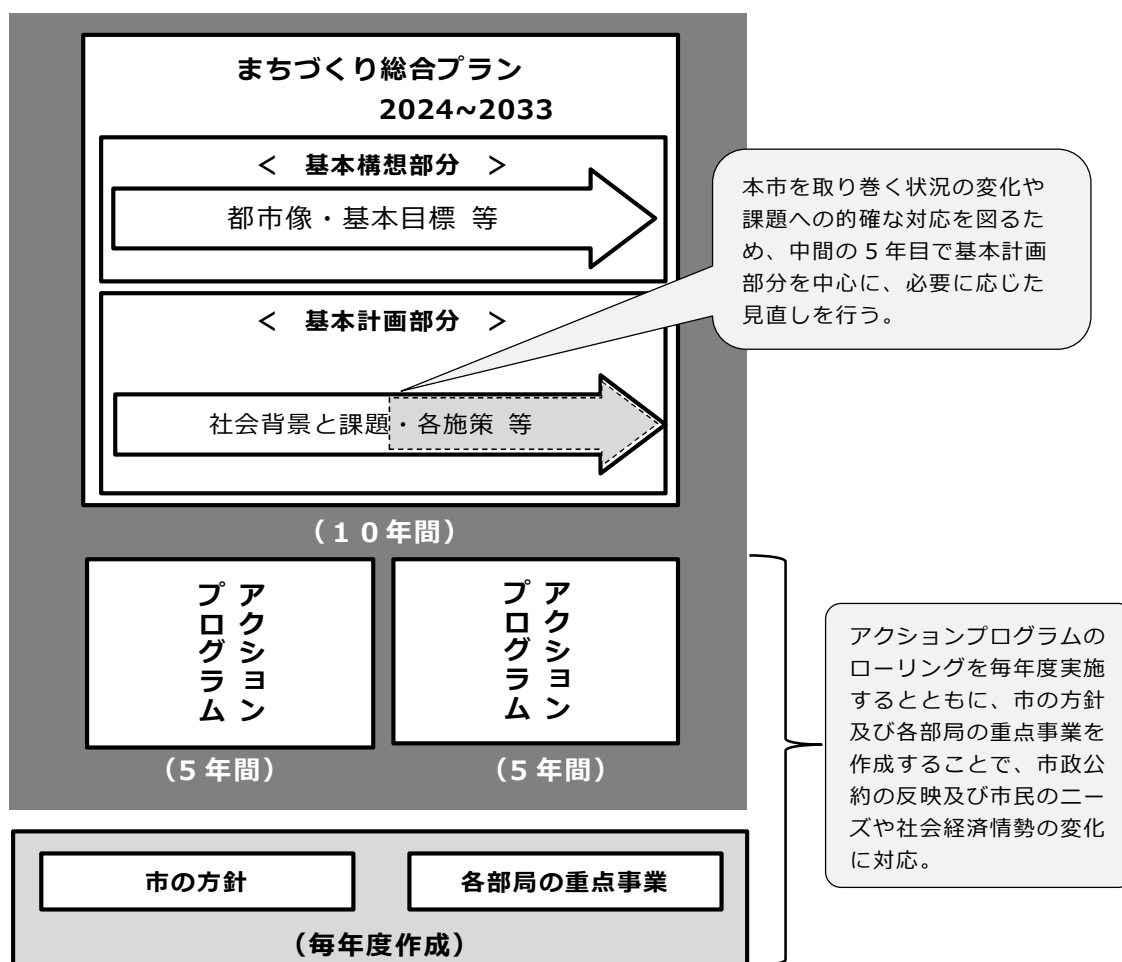 まちづくり総合プラン
2024~2033
＜ 基本構想部分 ＞
都市像・基本目標 等
本市を取り巻く状況の変化や
課題への的確な対応を図るた
め、中間の５年目で基本計画
部分を中心に、必要に応じた
見直しを行う。
＜ 基本計画部分 ＞
社会背景と課題・各施策 等
（１０年間）
アクション
プログラム
アクション
プログラム
（５年間）
（５年間）
アクションプログラムの
ローリングを毎年度実施
するとともに、市の方針
及び各部局の重点事業を
作成することで、市政公
約の反映及び市民のニー
ズや社会経済情勢の変化
に対応。
市の方針
各部局の重点事業
（毎年度作成）